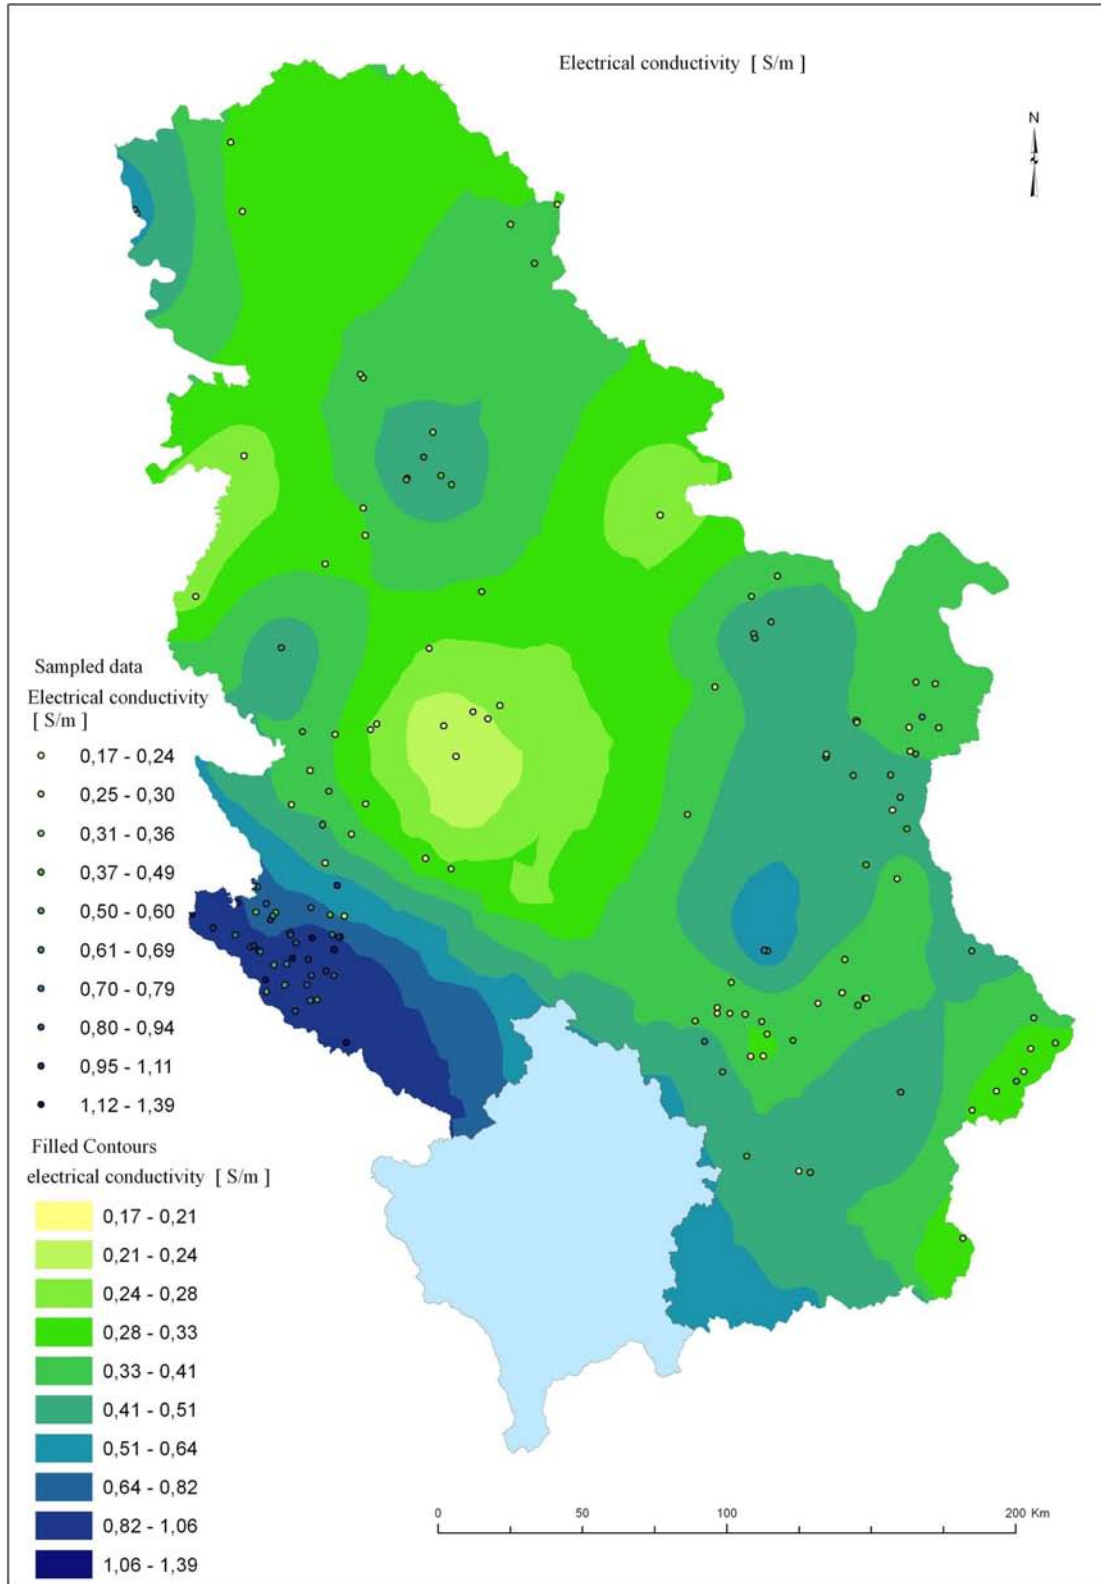 Electrical conductivity [ S/m ]
N
Sampled data
Electrical conductivity
[ S/m ]
0,17 - 0,24
0,25 - 0,30
0,31 - 0,36
0,37 - 0,49
0,50 - 0,60
0,61 - 0,69
0,70 - 0,79
0,80 - 0,94
0,95 - 1,11
1,12 - 1,39
Filled Contours
electrical conductivity [ S/m ]
0,17 - 0,21
0,21 - 0,24
0,24 - 0,28
0,28 - 0,33
0,33 - 0,41
0,41 - 0,51
0,51 - 0,64
0,64 - 0,82
0,82 - 1,06
1,06 - 1,39
0 50 100 200 Km